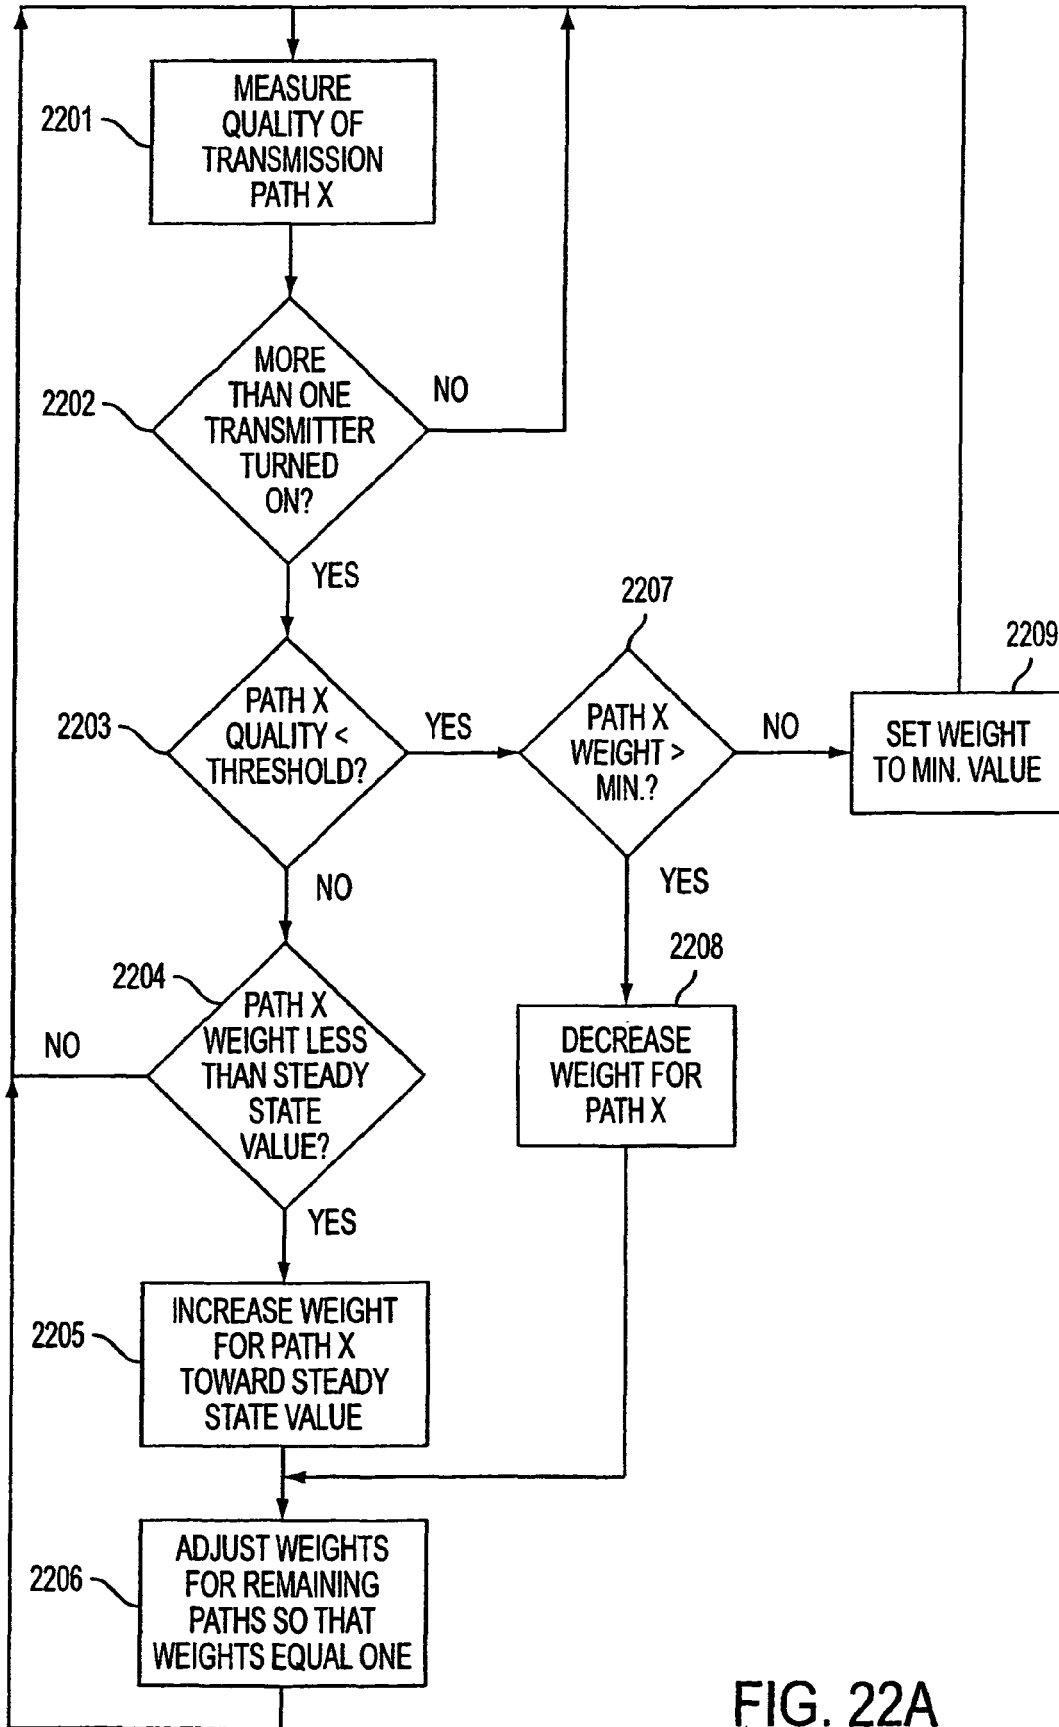 2201
MEASURE
QUALITY OF
TRANSMISSION
PATH X
2202
MORE
THAN ONE
TRANSMITTER
TURNED
ON?
NO
YES
2203
PATH X
QUALITY <
THRESHOLD?
YES
NO
2207
PATH X
WEIGHT >
MIN.?
NO
YES
2209
SET WEIGHT
TO MIN. VALUE
2204
PATH X
WEIGHT LESS
THAN STEADY
STATE
VALUE?
NO
YES
2208
DECREASE
WEIGHT FOR
PATH X
2205
INCREASE WEIGHT
FOR PATH X
TOWARD STEADY
STATE VALUE
2206
ADJUST WEIGHTS
FOR REMAINING
PATHS SO THAT
WEIGHTS EQUAL ONE
FIG. 22A